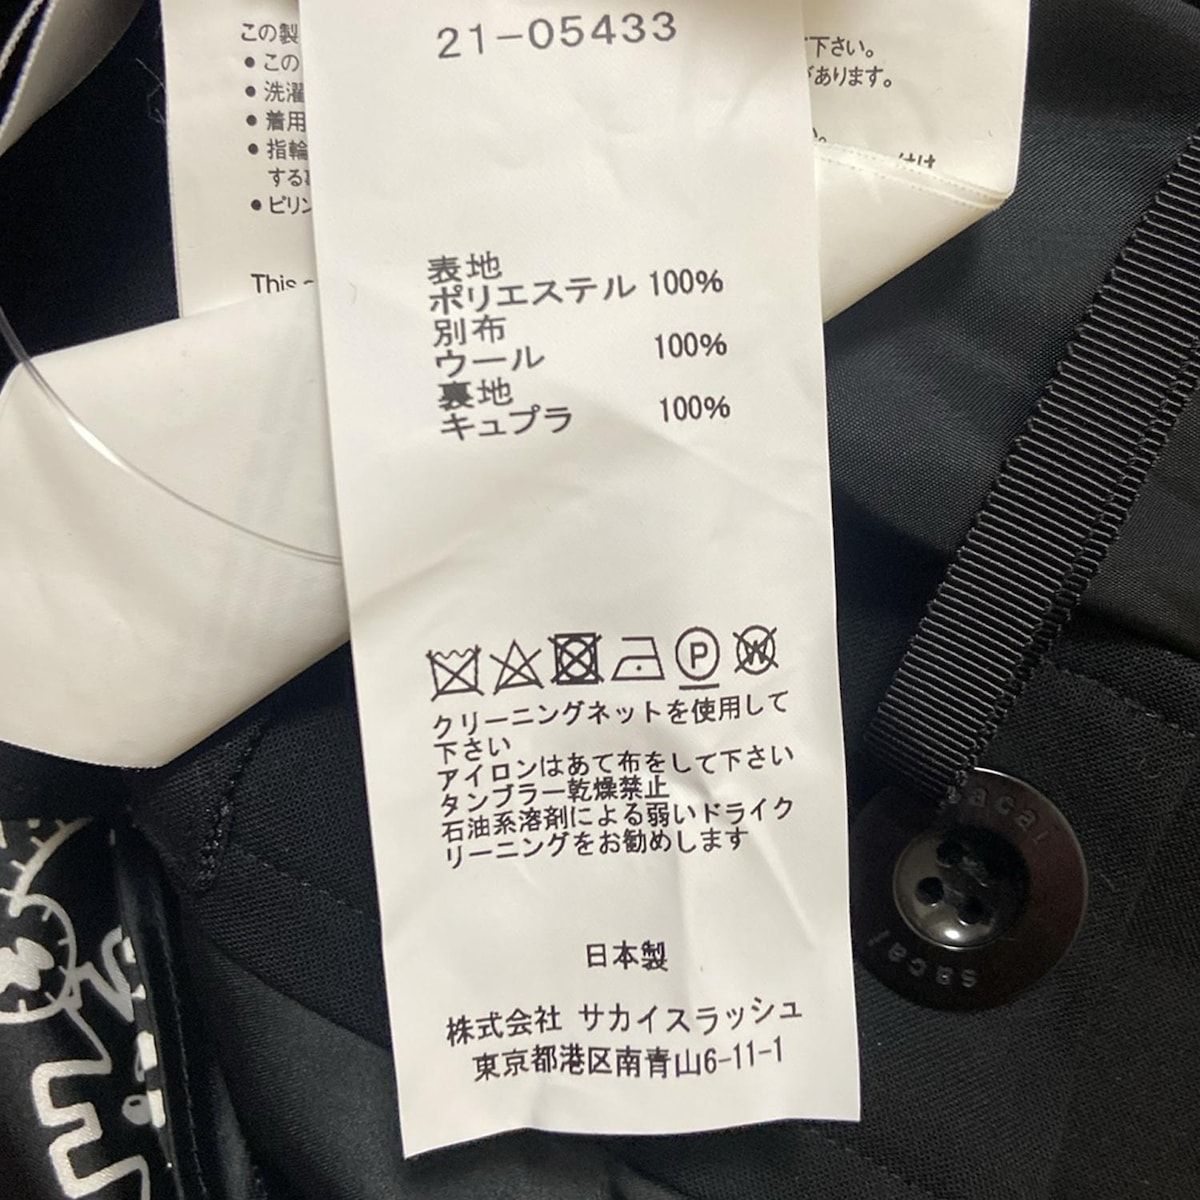 この製
• この
• 洗濯
• 着用
• 指輪
する
• ビリン
This
下さい。
があります。
21-05433
表地
ポリエステル 100%
別布
ウール 100%
裏地
キュプラ 100%
P
W
クリーニングネットを使用して
下さい
アイロンはあて布をして下さい
タンブラー乾燥禁止
石油系溶剤による弱いドライク
リーニングをお勧めします
日本製
株式会社 サカイスラッシュ
東京都港区南青山6-11-1
sacai
sacai